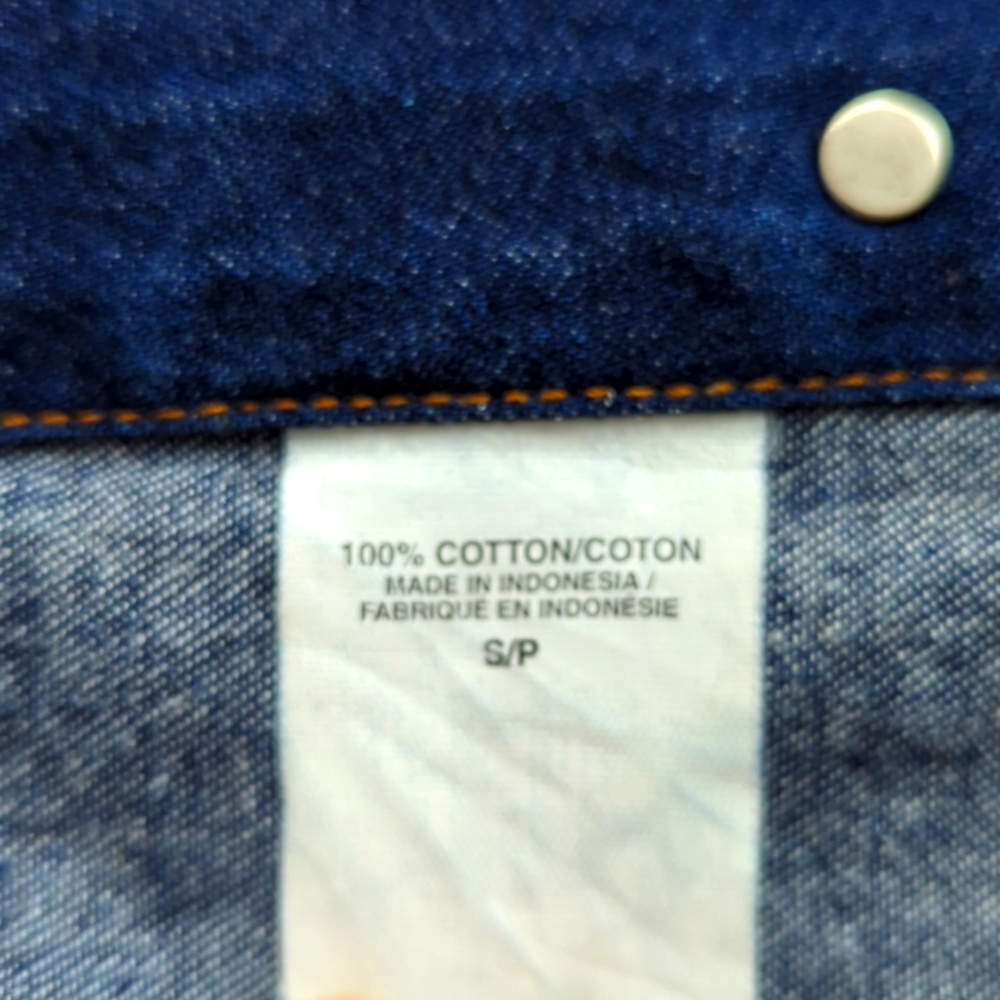 100% COTTON/COTON
MADE IN INDONESIA /
FABRIQUÉ EN INDONÉSIE
S/P